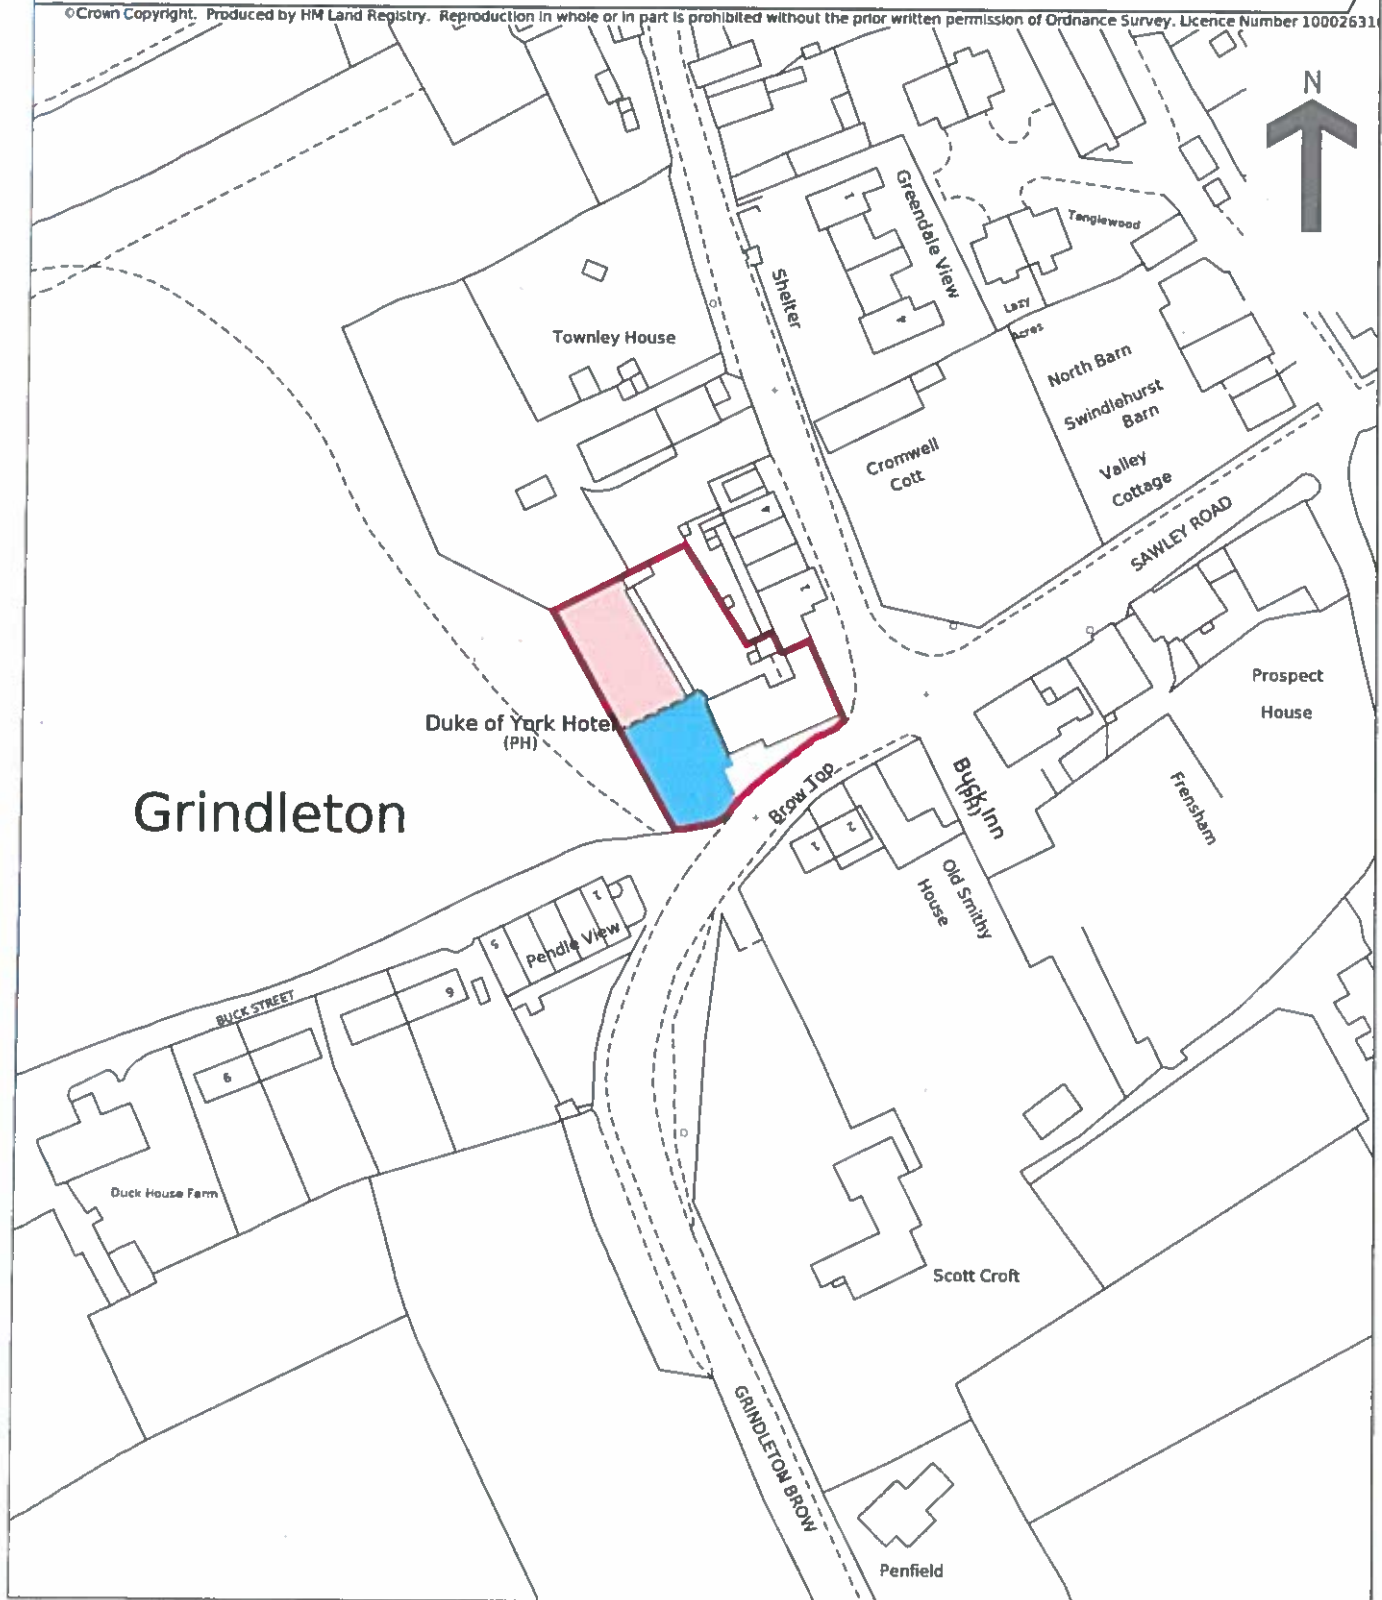 ©Crown Copyright. Produced by HM Land Registry. Reproduction in whole or in part is prohibited without the prior written permission of Ordnance Survey. Licence Number 10002631
N
Greendale View
1
4
Tanglewood
Shelter
Lazy
Acres
Townley House
North Barn
Swindlehurst
Barn
Valley
Cottage
Cromwell
Cott
SAWLEY ROAD
4
1
Prospect
House
Duke of York Hotel
(PH)
Grindleton
Brow Top
Buck Inn
(PH)
Frensham
1
2
Old Smithy
House
1
5
Pendle View
BUCK STREET
9
6
Duck House Farm
Scott Croft
GRINDLETON BROW
Penfield